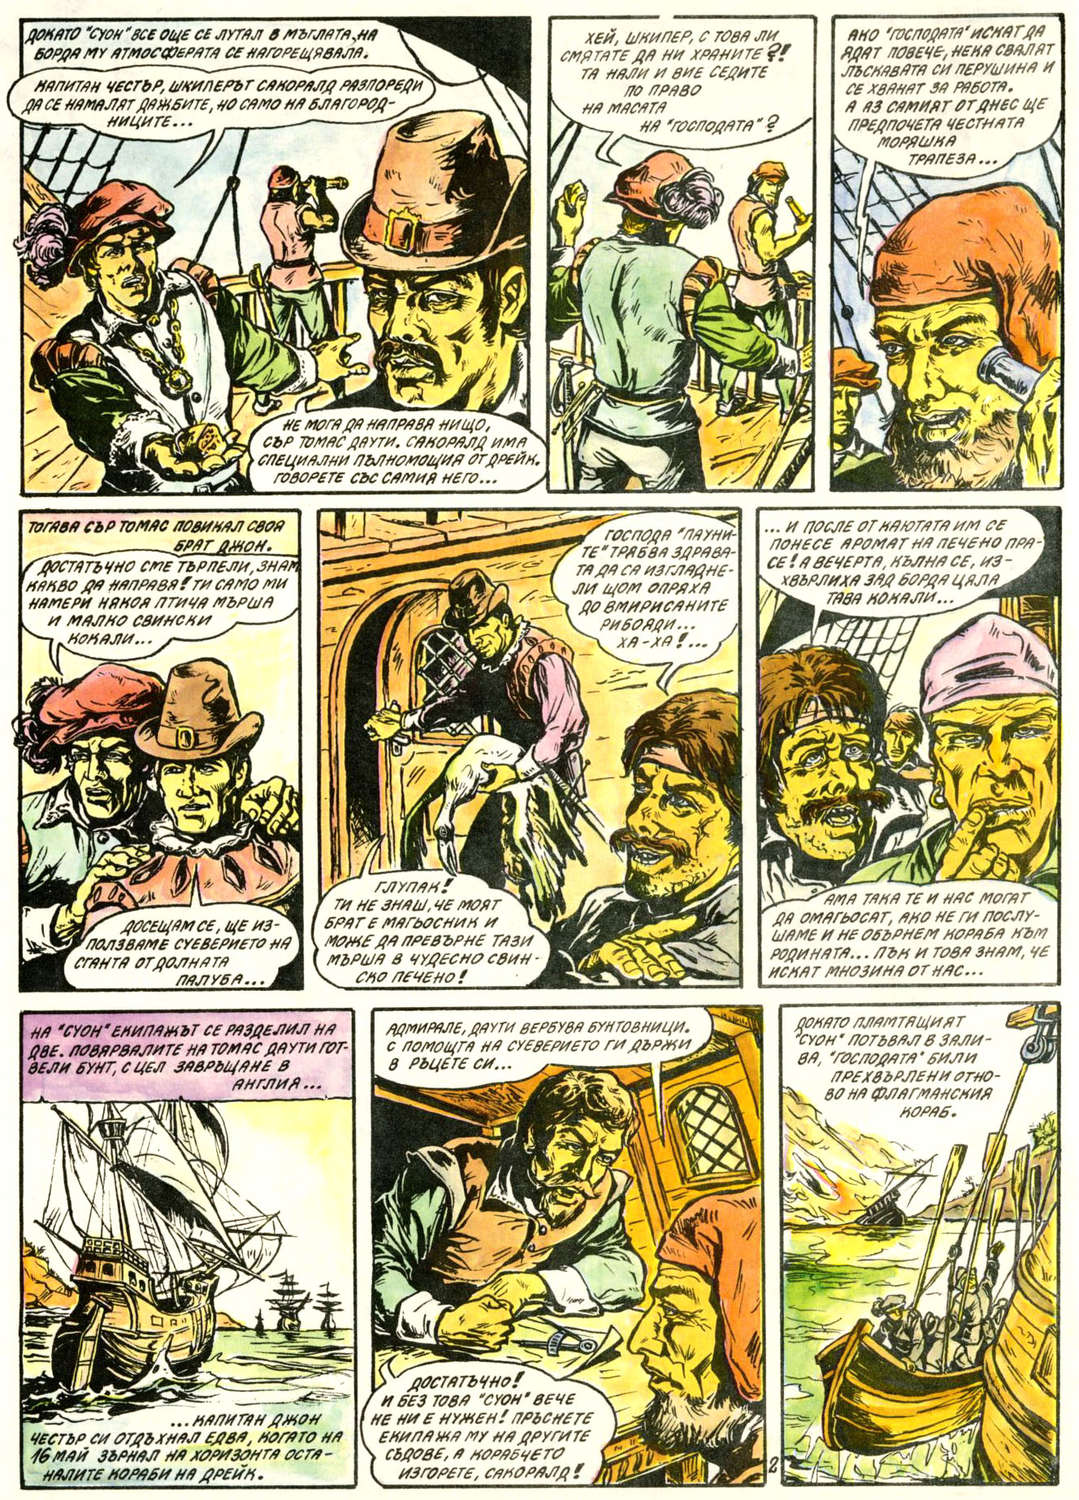 ДОКАТО "СУОН" ВСЕ ОЩЕ СЕ ЛУТАЛ В МЪГЛАТА, НА
БОРДА МУ АТМОСФЕРАТА СЕ НАГОРЕЩЯВАЛА.
КАПИТАН ЧЕСТЪР, ШКИПЕРЪТ САКОРАЛД РАЗПОРЕДИ
ДА СЕ НАМАЛЯТ ДАЖБИТЕ, НО САМО НА БЛАГОРОД-
НИЦИТЕ...
НЕ МОГА ДА НАПРАВЯ НИЩО,
СЪР ТОМАС ДАУТИ. САКОРАЛД ИМА
СПЕЦИАЛНИ ПЪЛНОМОЩИЯ ОТ ДРЕЙК.
ГОВОРЕТЕ СЪС САМИЯ НЕГО...
ХЕЙ, ШКИПЕР, С ТОВА ЛИ
СМЯТАТЕ ДА НИ ХРАНИТЕ?!
ТА НАЛИ И ВИЕ СЕДИТЕ
ПО ПРАВО
НА МАСАТА
НА "ГОСПОДАТА"?
АКО "ГОСПОДАТА" ИСКАТ ДА
ЯДАТ ПОВЕЧЕ, НЕКА СВАЛЯТ
ЛЪСКАВАТА СИ ПЕРУШИНА И
СЕ ХВАНАТ ЗА РАБОТА.
А АЗ САМИЯТ ОТ ДНЕС ЩЕ
ПРЕДПОЧЕТА ЧЕСТНАТА
МОРЯШКА
ТРАПЕЗА...
ТОГАВА СЪР ТОМАС ПОВИКАЛ СВОЯ
БРАТ ДЖОН.
ДОСТАТЪЧНО СМЕ ТЪРПЕЛИ, ЗНАМ
КАКВО ДА НАПРАВЯ! ТИ САМО МИ
НАМЕРИ НЯКОЯ ПТИЧА МЪРША
И МАЛКО СВИНСКИ
КОКАЛИ...
ДОСЕЩАМ СЕ, ЩЕ ИЗ-
ПОЛЗВАМЕ СУЕВЕРИЕТО НА
СГАНТА ОТ ДОЛНАТА
ПАЛУБА...
ГОСПОДА "ПАУНИ-
ТЕ" ТРЯБВА ЗДРАВА-
ТА ДА СА ИЗГЛАДНЕ-
ЛИ ЩОМ ОПРЯХА
ДО ВМИРИСАНИТЕ
РИБОЯДИ...
ХА-ХА!...
ГЛУПАК!
ТИ НЕ ЗНАШ, ЧЕ МОЯТ
БРАТ Е МАГЬОСНИК И
МОЖЕ ДА ПРЕВЪРНЕ ТАЗИ
МЪРША В ЧУДЕСНО СВИН-
СКО ПЕЧЕНО!
... И ПОСЛЕ ОТ КАЮТАТА ИМ СЕ
ПОНЕСЕ АРОМАТ НА ПЕЧЕНО ПРА-
СЕ! А ВЕЧЕРТА, КЪЛНА СЕ, ИЗ-
ХВЪРЛИХА ЗАД БОРДА ЦЯЛА
ТАВА КОКАЛИ...
АМА ТАКА ТЕ И НАС МОГАТ
ДА ОМАГЬОСАТ, АКО НЕ ГИ ПОСЛУ-
ШАМЕ И НЕ ОБЪРНЕМ КОРАБА КЪМ
РОДИНАТА... ПЪК И ТОВА ЗНАМ, ЧЕ
ИСКАТ МНОЗИНА ОТ НАС...
НА "СУОН" ЕКИПАЖЪТ СЕ РАЗДЕЛИЛ НА
ДВЕ. ПОВЯРВАЛИТЕ НА ТОМАС ДАУТИ ГОТ-
ВЕЛИ БУНТ, С ЦЕЛ ЗАВРЪЩАНЕ В
АНГЛИЯ...
...КАПИТАН ДЖОН
ЧЕСТЪР СИ ОТДЪХНАЛ ЕДВА, КОГАТО НА
16 МАЙ ЗЪРНАЛ НА ХОРИЗОНТА ОСТА-
НАЛИТЕ КОРАБИ НА ДРЕЙК.
АДМИРАЛЕ, ДАУТИ ВЕРБУВА БУНТОВНИЦИ.
С ПОМОЩТА НА СУЕВЕРИЕТО ГИ ДЪРЖИ
В РЪЦЕТЕ СИ...
ДОСТАТЪЧНО!
И БЕЗ ТОВА "СУОН" ВЕЧЕ
НЕ НИ Е НУЖЕН! ПРЪСНЕТЕ
ЕКИПАЖА МУ НА ДРУГИТЕ
СЪДОВЕ, А КОРАБЧЕТО
ИЗГОРЕТЕ, САКОРАЛД!
ДОКАТО ПЛАМТЯЩИЯТ
"СУОН" ПОТЪВАЛ В ЗАЛИ-
ВА, "ГОСПОДАТА" БИЛИ
ПРЕХВЪРЛЕНИ ОТНО-
ВО НА ФЛАГМАНСКИЯ
КОРАБ.
2